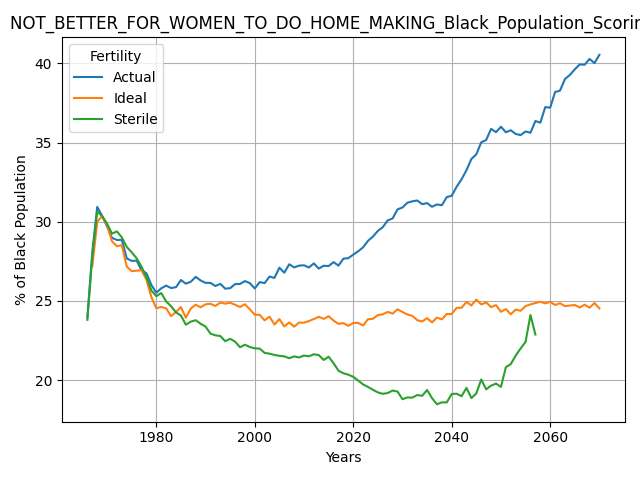 NOT_BETTER_FOR_WOMEN_TO_DO_HOME_MAKING_Black_Population_Scorin
Fertility
Actual
Ideal
Sterile
% of Black Population
40
35
30
25
20
1980 2000 2020 2040 2060
Years